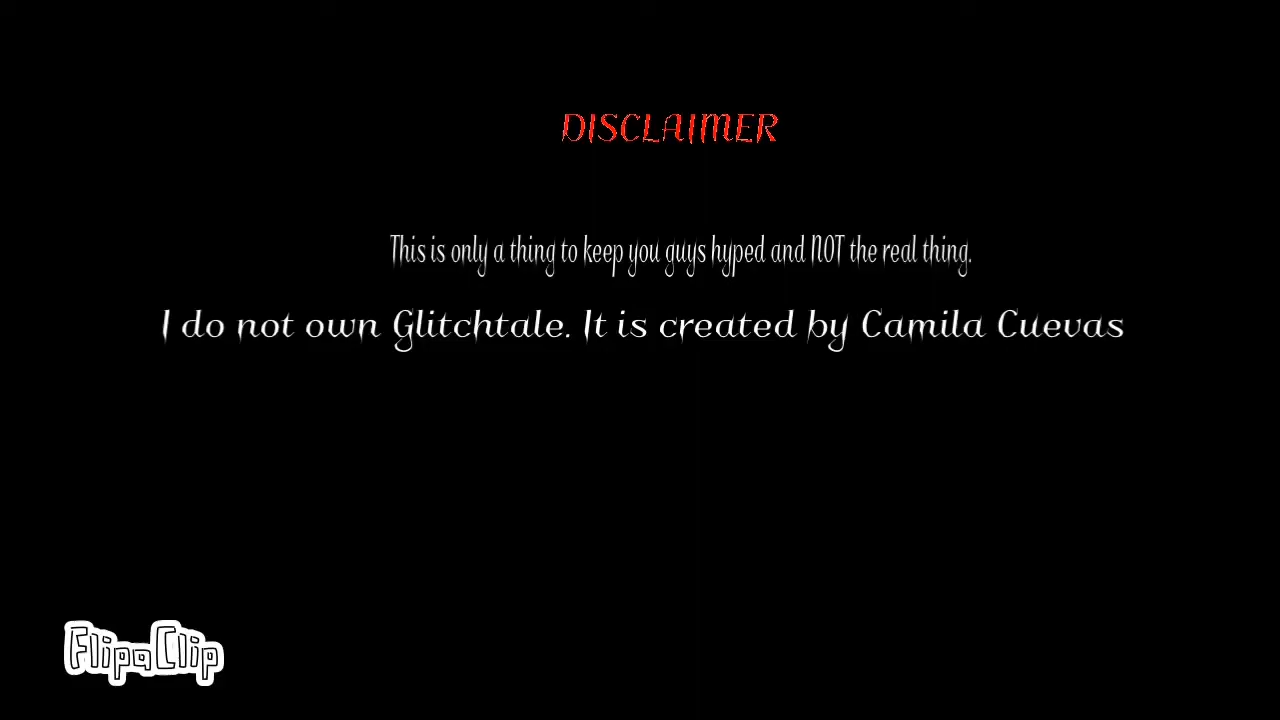 DISCLAIMER
This is only a thing to keep you guys hyped and NOT the real thing.
I do not own Glitchtale. It is created by Camila Cuevas
FlipaClip